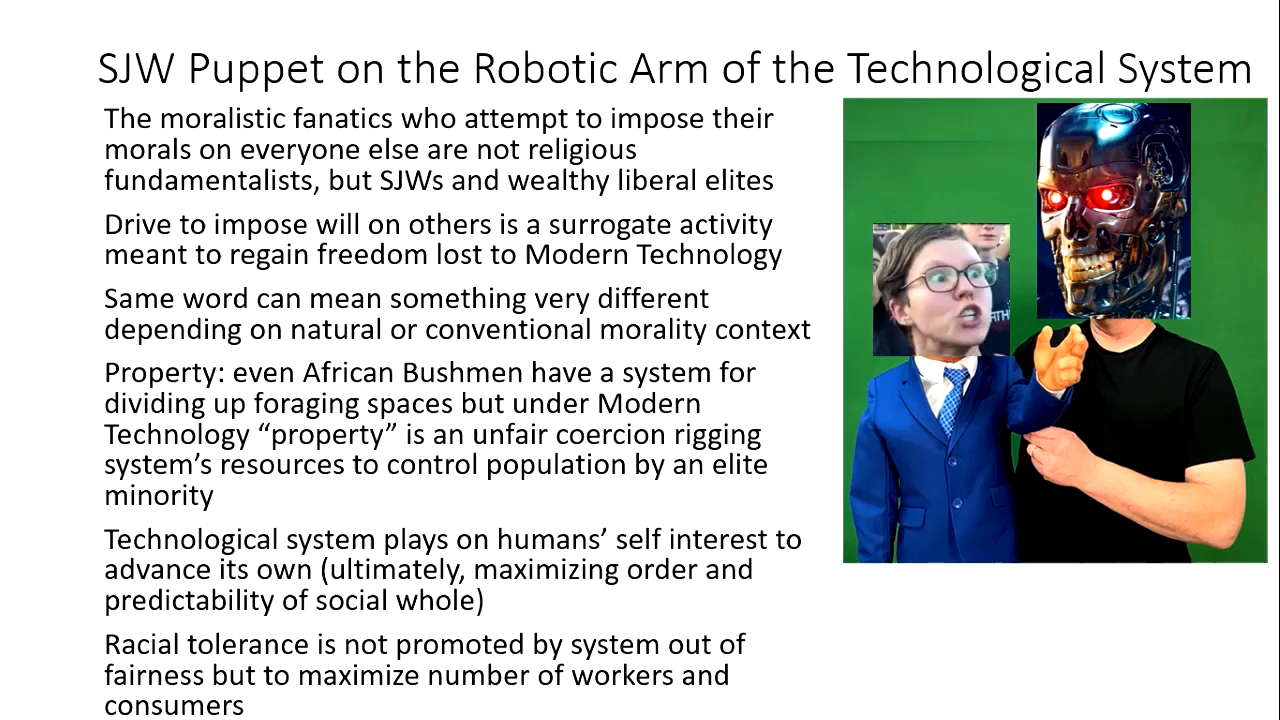 SJW Puppet on the Robotic Arm of the Technological System
The moralistic fanatics who attempt to impose their
morals on everyone else are not religious
fundamentalists, but SJWs and wealthy liberal elites
Drive to impose will on others is a surrogate activity
meant to regain freedom lost to Modern Technology
Same word can mean something very different
depending on natural or conventional morality context
Property: even African Bushmen have a system for
dividing up foraging spaces but under Modern
Technology “property” is an unfair coercion rigging
system’s resources to control population by an elite
minority
Technological system plays on humans’ self interest to
advance its own (ultimately, maximizing order and
predictability of social whole)
Racial tolerance is not promoted by system out of
fairness but to maximize number of workers and
consumers